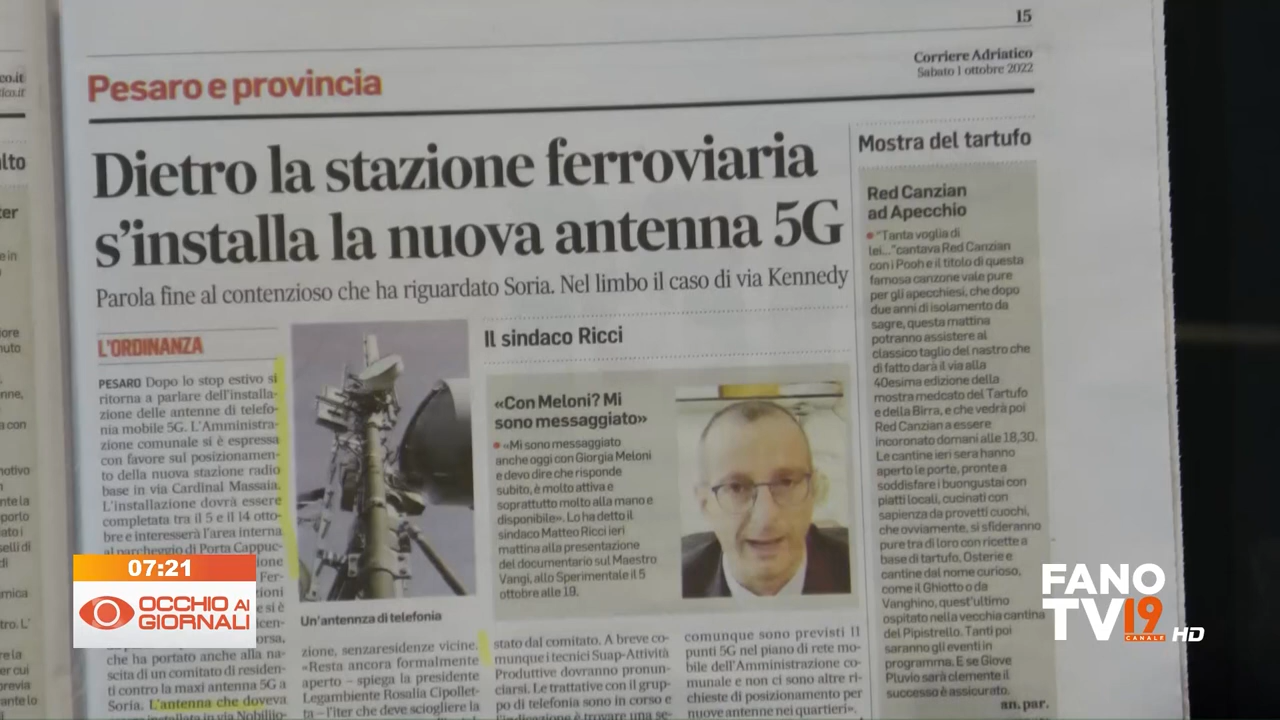 15
Corriere Adriatico
Sabato 1 ottobre 2022
Pesaro e provincia
Dietro la stazione ferroviaria
s'installa la nuova antenna 5G
Parola fine al contenzioso che ha riguardato Soria. Nel limbo il caso di via Kennedy
L'ORDINANZA
PESARO Dopo lo stop estivo si
ritorna a parlare dell'installa-
zione delle antenne di telefo-
nia mobile 5G. L'Amministra-
zione comunale si è espressa
con favore sul posizionamen-
to della nuova stazione radio
base in via Cardinal Massaia.
L'installazione dovrà essere
completata tra il 5 e il 14 otto-
bre e interesserà l'area interna
al parcheggio di Porta Cappuc-
zione
Fer-
zioni
e si è
icen-
orsa,
che ha portato anche alla na-
scita di un comitato di residen-
ti contro la maxi antenna 5G a
Soria. L'antenna che doveva
Un'antennza di telefonia
zione, senzaresidenze vicine.
«Resta ancora formalmente
aperto – spiega la presidente
Legambiente Rosalia Cipollet-
ta – l'iter che deve sciogliere la
Il sindaco Ricci
«Con Meloni? Mi
sono messaggiato»
«Mi sono messaggiato
anche oggi con Giorgia Meloni
e devo dire che risponde
subito, è molto attiva e
soprattutto molto alla mano e
disponibile». Lo ha detto il
sindaco Matteo Ricci ieri
mattina alla presentazione
del documentario sul Maestro
Vangi, allo Sperimentale il 5
ottobre alle 19.
stato dal comitato. A breve co-
munque i tecnici Suap-Attività
Produttive dovranno pronun-
ciarsi. Le trattative con il grup-
po di telefonia sono in corso e
l'indicazione è trovare una se-
comunque sono previsti 11
punti 5G nel piano di rete mo-
bile dell'Amministrazione co-
munale e non ci sono altre ri-
chieste di posizionamento per
nuove antenne nei quartieri».
Mostra del tartufo
Red Canzian
ad Apecchio
"Tanta voglia di
lei..." cantava Red Canzian
con i Pooh e il titolo di questa
famosa canzone vale pure
per gli apecchiesi, che dopo
due anni di isolamento da
sagre, questa mattina
potranno assistere al
classico taglio del nastro che
di fatto darà il via alla
40esima edizione della
mostra medcato del Tartufo
e della Birra, e che vedrà poi
Red Canzian a essere
incoronato domani alle 18,30.
Le cantine ieri sera hanno
aperto le porte, pronte a
soddisfare i buongustai con
piatti locali, cucinati con
sapienza da provetti cuochi,
che ovviamente, si sfideranno
pure tra di loro con ricette a
base di tartufo. Osterie e
cantine dal nome curioso,
come il Ghiotto o da
Vanghino, quest'ultimo
ospitato nella vecchia cantina
del Pipistrello. Tanti poi
saranno gli eventi in
programma. E se Giove
Pluvio sarà clemente il
successo è assicurato.
an. par.
07:21
OCCHIO AI
GIORNALI
FANO
TV19
CANALE
HD